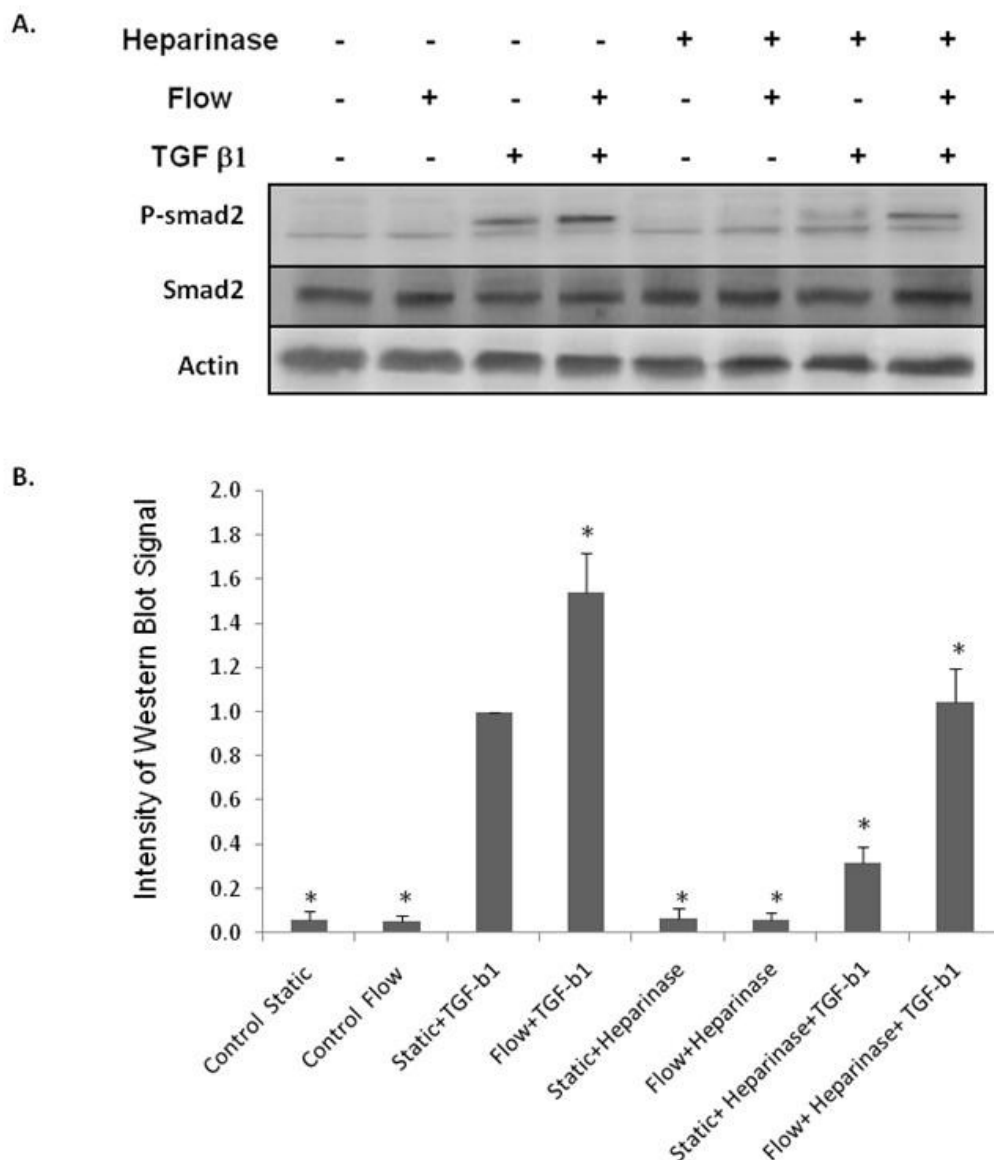 A.
Heparinase - - - - + + + +
Flow - + - + - + - +
TGF β1 - - + + - - + +
P-smad2
Smad2
Actin
B.
Intensity of Western Blot Signal
2.0
1.8
1.6
1.4
1.2
1.0
0.8
0.6
0.4
0.2
0.0
* * * * * * *
Control Static
Control Flow
Static+TGF-b1
Flow+TGF-b1
Static+Heparinase
Flow+Heparinase
Static+ Heparinase+TGF-b1
Flow+ Heparinase+ TGF-b1